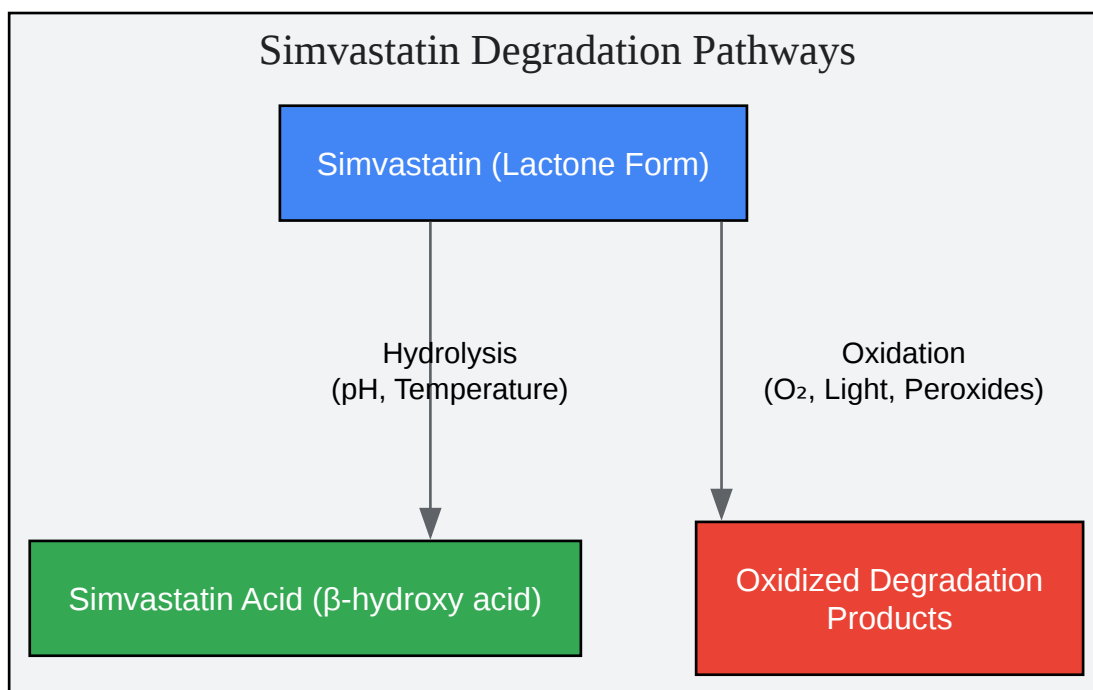 Simvastatin Degradation Pathways
Simvastatin (Lactone Form)
Hydrolysis
(pH, Temperature)
Oxidation
(O₂, Light, Peroxides)
Simvastatin Acid (β-hydroxy acid)
Oxidized Degradation
Products